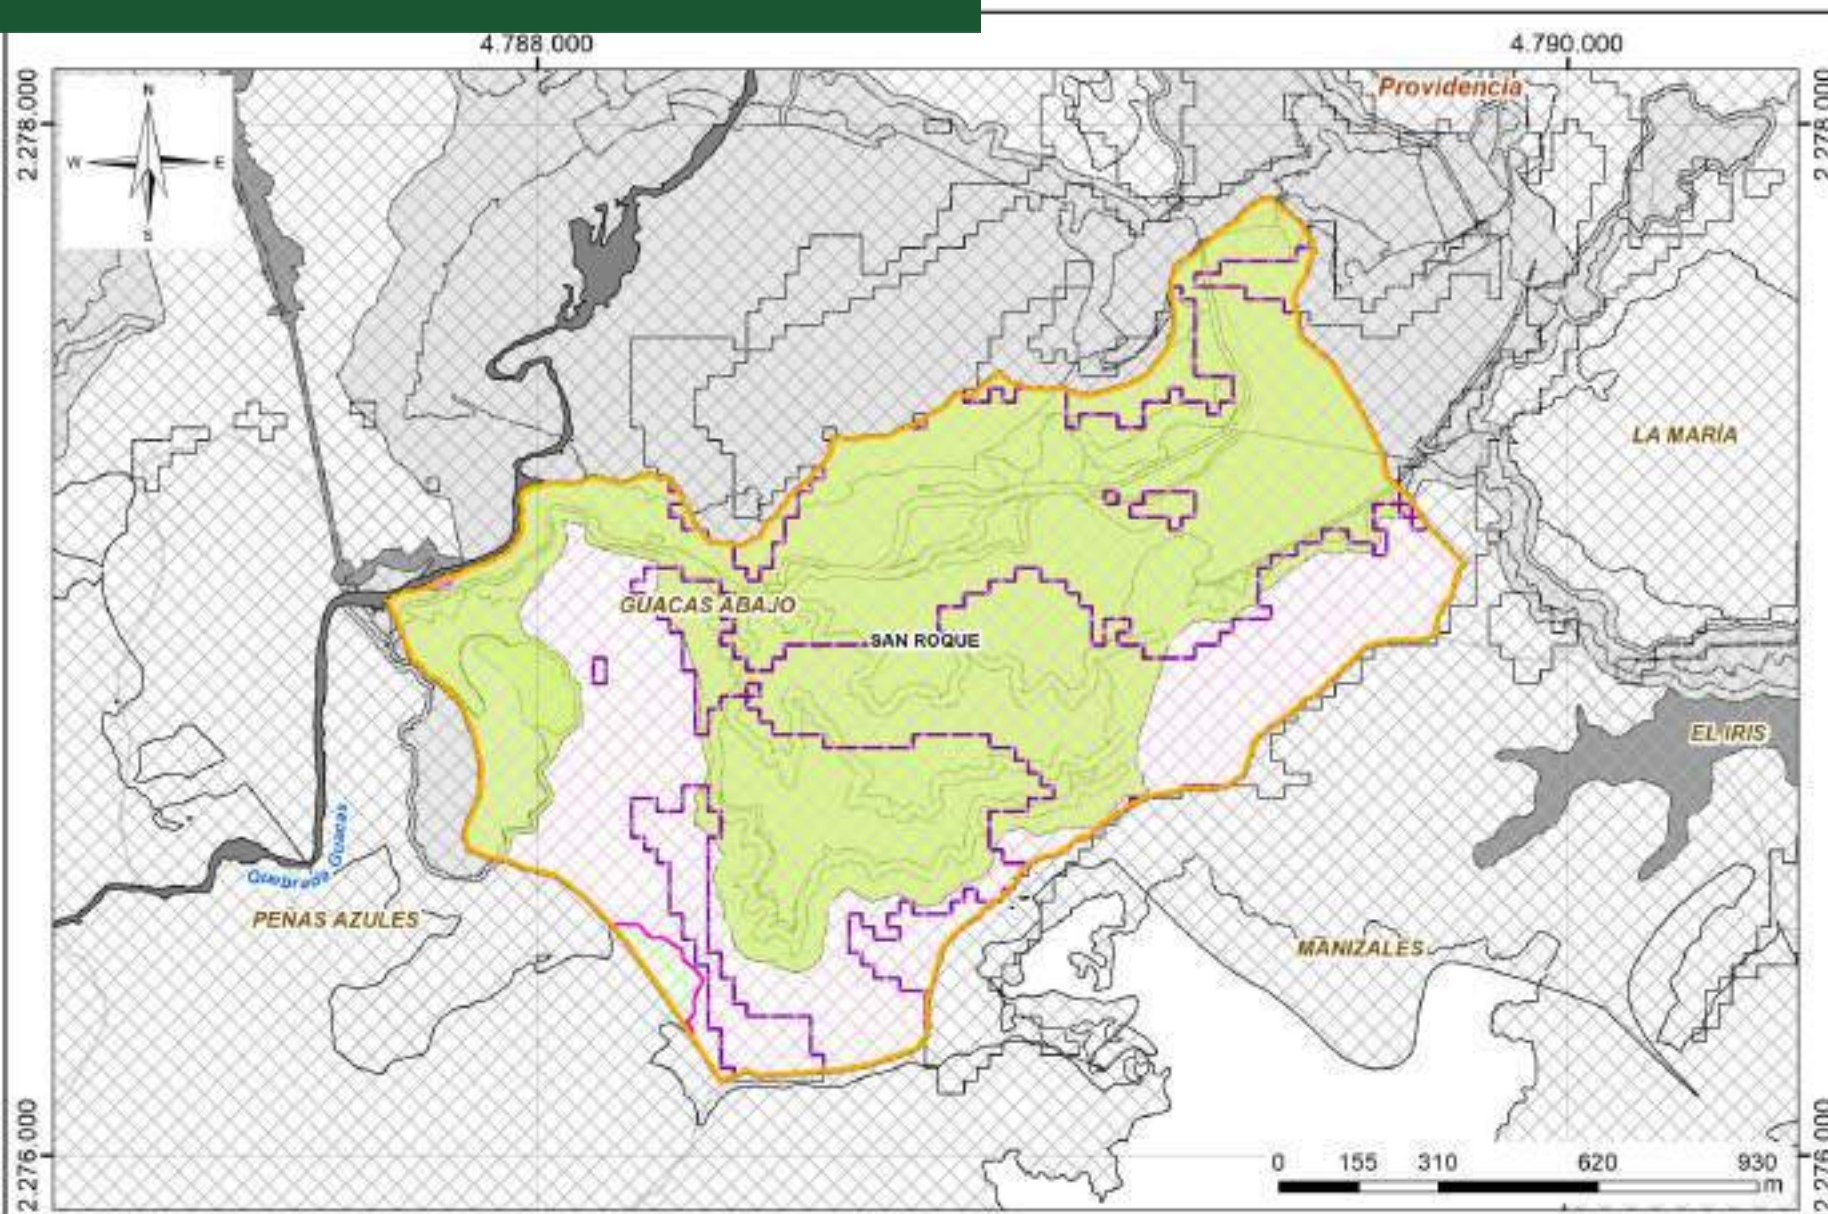 4.788.000
4.790.000
2.278.000
2.278.000
N
W
E
S
Providencia
LA MARÍA
GUACAS ABAJO
SAN ROQUE
EL IRIS
Quebrada Guacas
PEÑAS AZULES
MANIZALES
2.276.000
2.276.000
0 155 310 620 930
m